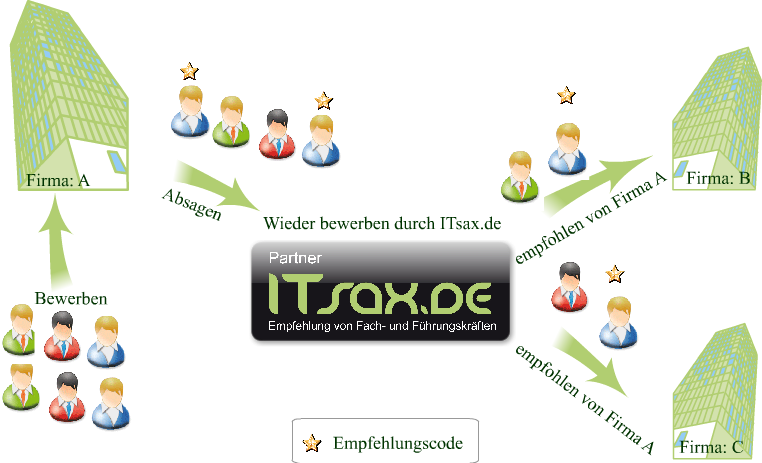 Firma: A
Absagen
Bewerben
Wieder bewerben durch ITsax.de
Partner
ITsax.de
Empfehlung von Fach- und Führungskräften
empfohlen von Firma A
Firma: B
empfohlen von Firma A
Firma: C
Empfehlungscode